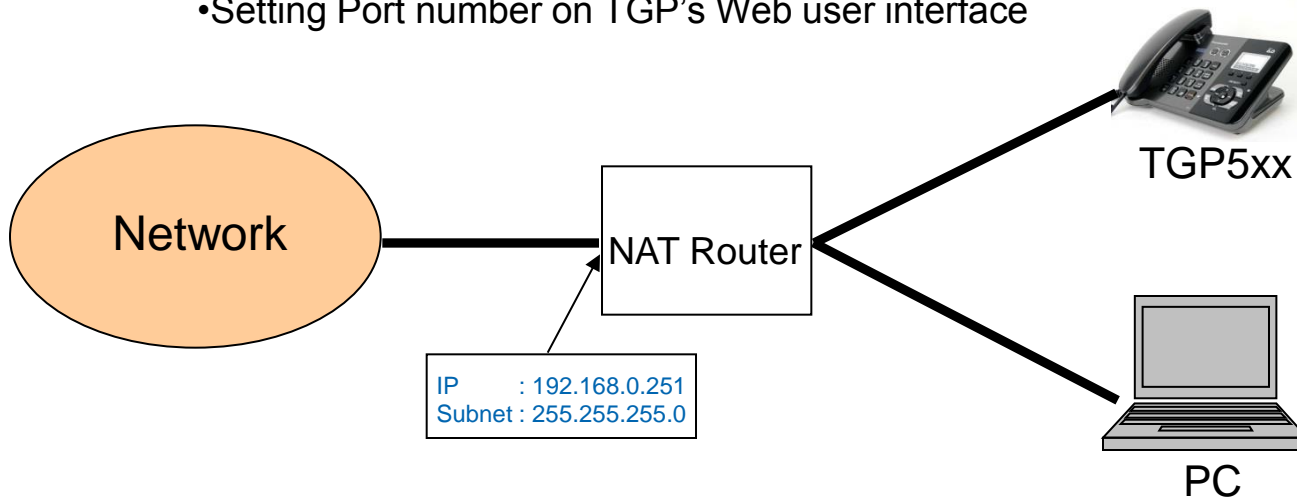 •Setting Port number on TGP's Web user interface
TGP5xx
Network
NAT Router
IP : 192.168.0.251
Subnet : 255.255.255.0
PC